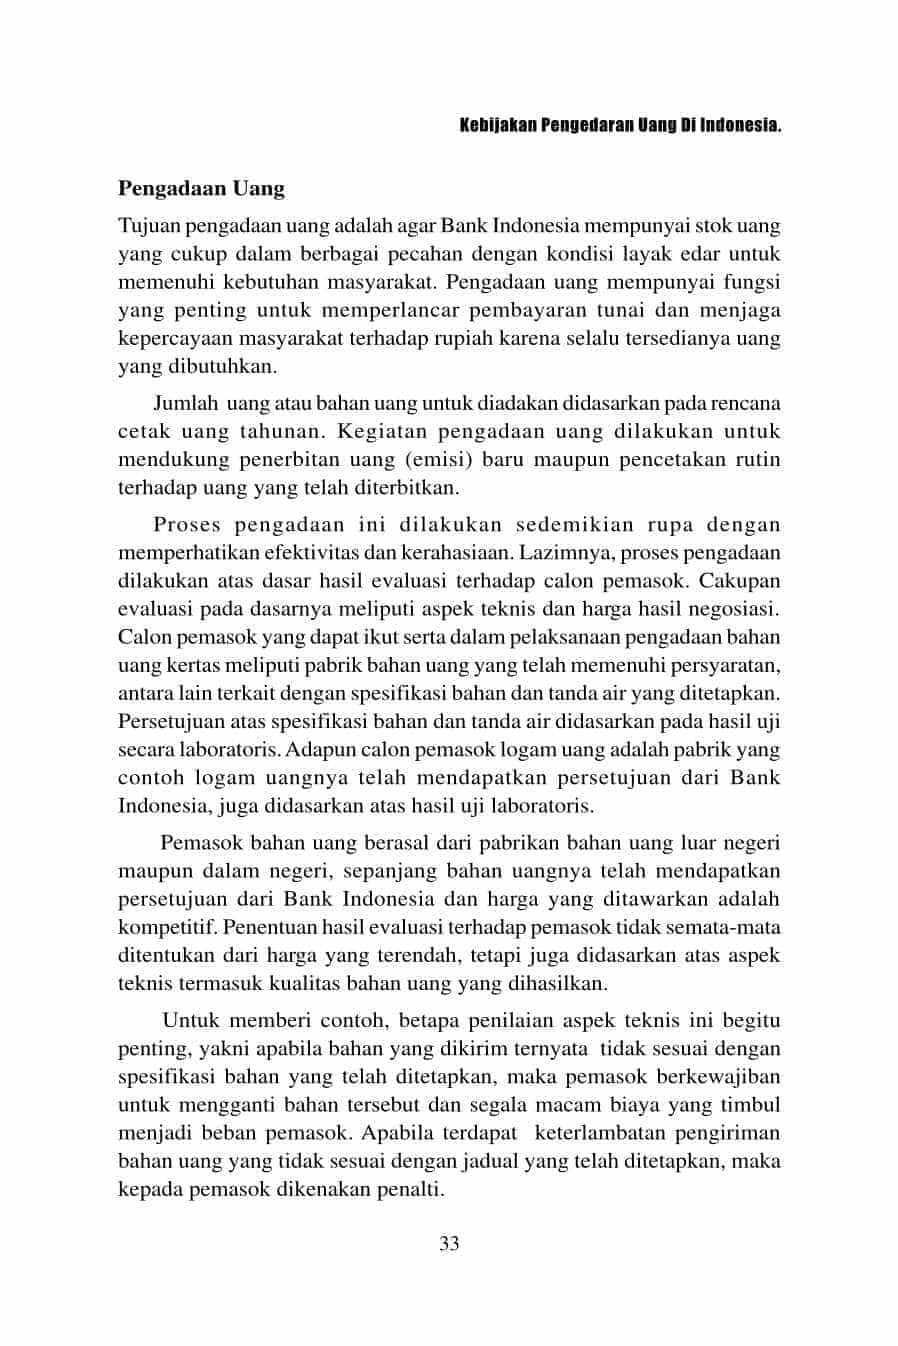 Kebijakan Pengedaran Uang Di Indonesia.
Pengadaan Uang
Tujuan pengadaan uang adalah agar Bank Indonesia mempunyai stok uang
yang cukup dalam berbagai pecahan dengan kondisi layak edar untuk
memenuhi kebutuhan masyarakat. Pengadaan uang mempunyai fungsi
yang penting untuk memperlancar pembayaran tunai dan menjaga
kepercayaan masyarakat terhadap rupiah karena selalu tersedianya uang
yang dibutuhkan.
Jumlah uang atau bahan uang untuk diadakan didasarkan pada rencana
cetak uang tahunan. Kegiatan pengadaan uang dilakukan untuk
mendukung penerbitan uang (emisi) baru maupun pencetakan rutin
terhadap uang yang telah diterbitkan.
Proses pengadaan ini dilakukan sedemikian rupa dengan
memperhatikan efektivitas dan kerahasiaan. Lazimnya, proses pengadaan
dilakukan atas dasar hasil evaluasi terhadap calon pemasok. Cakupan
evaluasi pada dasarnya meliputi aspek teknis dan harga hasil negosiasi.
Calon pemasok yang dapat ikut serta dalam pelaksanaan pengadaan bahan
uang kertas meliputi pabrik bahan uang yang telah memenuhi persyaratan,
antara lain terkait dengan spesifikasi bahan dan tanda air yang ditetapkan.
Persetujuan atas spesifikasi bahan dan tanda air didasarkan pada hasil uji
secara laboratoris. Adapun calon pemasok logam uang adalah pabrik yang
contoh logam uangnya telah mendapatkan persetujuan dari Bank
Indonesia, juga didasarkan atas hasil uji laboratoris.
Pemasok bahan uang berasal dari pabrikan bahan uang luar negeri
maupun dalam negeri, sepanjang bahan uangnya telah mendapatkan
persetujuan dari Bank Indonesia dan harga yang ditawarkan adalah
kompetitif. Penentuan hasil evaluasi terhadap pemasok tidak semata-mata
ditentukan dari harga yang terendah, tetapi juga didasarkan atas aspek
teknis termasuk kualitas bahan uang yang dihasilkan.
Untuk memberi contoh, betapa penilaian aspek teknis ini begitu
penting, yakni apabila bahan yang dikirim ternyata tidak sesuai dengan
spesifikasi bahan yang telah ditetapkan, maka pemasok berkewajiban
untuk mengganti bahan tersebut dan segala macam biaya yang timbul
menjadi beban pemasok. Apabila terdapat keterlambatan pengiriman
bahan uang yang tidak sesuai dengan jadual yang telah ditetapkan, maka
kepada pemasok dikenakan penalti.
33